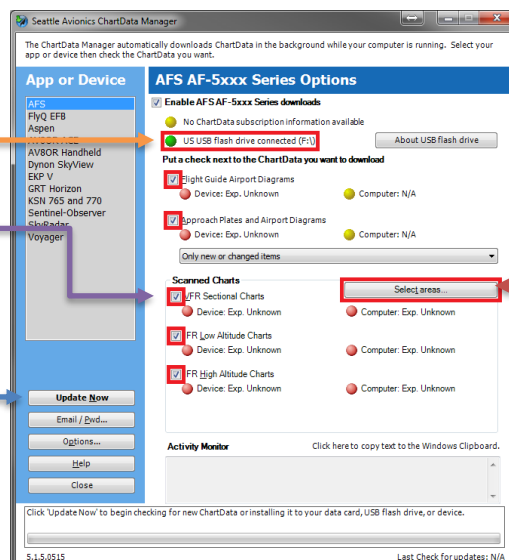 Seattle Avionics ChartData Manager
The ChartData Manager automatically downloads ChartData in the background while your computer is running. Select your
app or device then check the ChartData you want.
App or Device
AFS AF-5xxx Series Options
AFS
FlyQ EFB
Aspen
AV8OR Handheld
Dynon SkyView
EKP V
GRT Horizon
KSN 765 and 770
Sentinel-Observer
SkyRadar
Voyager
Enable AFS AF-5xxx Series downloads
No ChartData subscription information available
US USB flash drive connected (F:\)
About USB flash drive
Put a check next to the ChartData you want to download
Flight Guide Airport Diagrams
Device: Exp. Unknown
Computer: N/A
Approach Plates and Airport Diagrams
Device: Exp. Unknown
Computer: N/A
Only new or changed items
Scanned Charts
Select areas...
VFR Sectional Charts
Device: Exp. Unknown
Computer: Exp. Unknown
FR Low Altitude Charts
Device: Exp. Unknown
Computer: Exp. Unknown
FR High Altitude Charts
Device: Exp. Unknown
Computer: Exp. Unknown
Update Now
Email / Pwd...
Options...
Help
Close
Activity Monitor
Click here to copy text to the Windows Clipboard.
Click 'Update Now' to begin checking for new ChartData or installing it to your data card, USB flash drive, or device.
5.1.5.0515
Last Check for updates: N/A